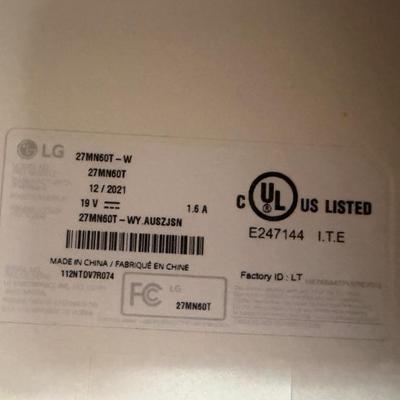 LG
27MN60T-W
27MN60T
12/2021
19 V 1.6 A
27MN60T-WY.AUSZJSN
MADE IN CHINA / FABRIQUÉ EN CHINE
112NTDV7R074
FC LG
27MN60T
C UL US LISTED
E247144 I.T.E
Factory ID : LT